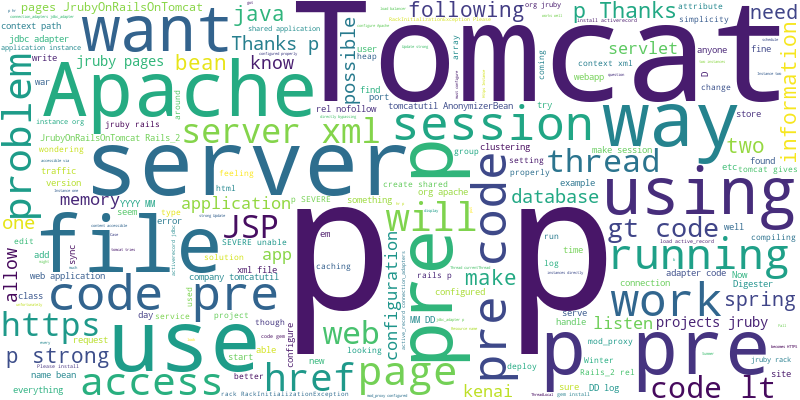 p pages JrubyOnRailsOnTomcat
context path
jdbc adapter
application instance
want
java
shared application
Thanks p
bean
know
jruby pages
Apache
problem
server xml
instance org
war
write
jruby rails
JrubyOnRailsOnTomcat Rails_2
wondering
traffic
version
memory
YYYY MM
etc
application
html
feeling
server
session
Tomcat
following
possible
user
heap
port
rel nofollow
tomcatutil AnonymizerBean
find
array
org jruby
p Thanks
need
attribute
simplicity
servlet
anyone
fine
context xml
webapp
coming
change
store
information
way
two
try
clustering
setting
properly
make session
group
thread
found
tomcat gives
example
database
using
one
seem
JSP
will
create
org apache
gt code
well
compiling
type
error
SEVERE unable
something
em
caching
app
file
p
pre p
pre code
running
allow
edit
add
sync
class
web application
company tomcatutil
xml file
solution
code pre
day
service
project
though
configure
configuration
configured
make
rails p
run
log
time
adapter code
connection
Now
Digester
work
spring
https
use
web
looking
page
MM DD
serve
handle
listen
mod_proxy
projects jruby
load active_record
p strong
request
able
start
better
new
kenai
deploy
Winter
sure
Rails_2 rel
DD log
jruby rack
site
name bean
everything
access
rack RackInitializationException
href
p pre
code lt
gem install